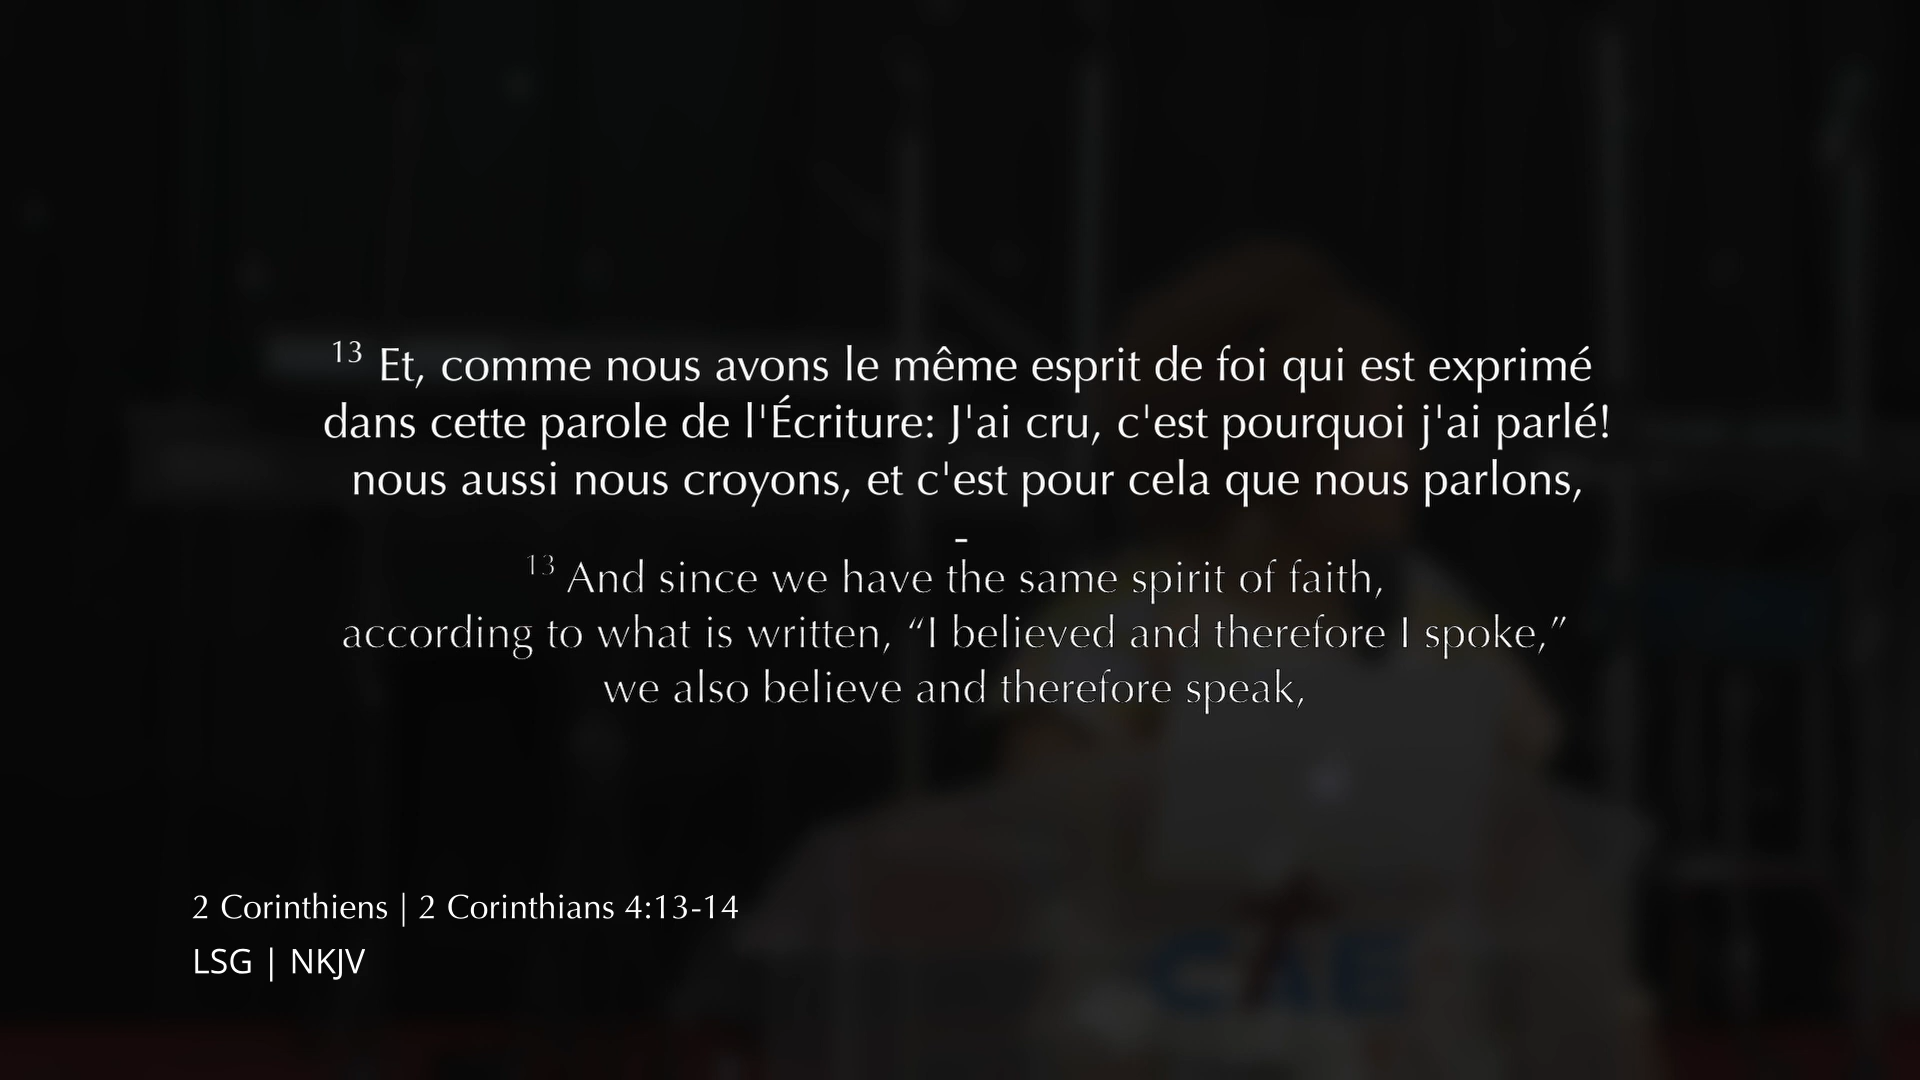 13 Et, comme nous avons le même esprit de foi qui est exprimé
dans cette parole de l'Écriture: J'ai cru, c'est pourquoi j'ai parlé!
nous aussi nous croyons, et c'est pour cela que nous parlons,
-
13 And since we have the same spirit of faith,
according to what is written, “I believed and therefore I spoke,”
we also believe and therefore speak,
2 Corinthiens | 2 Corinthians 4:13-14
LSG | NKJV
CAE